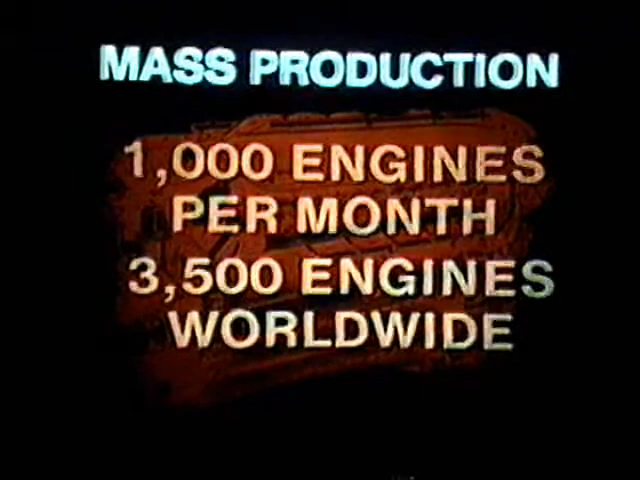 MASS PRODUCTION
1,000 ENGINES
PER MONTH
3,500 ENGINES
WORLDWIDE